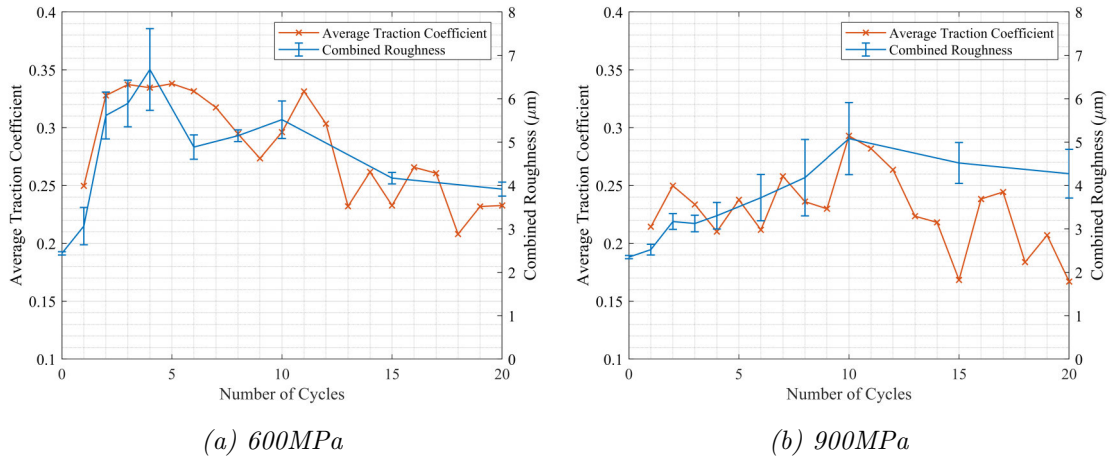 Average Traction Coefficient
Combined Roughness
0.4
0.35
0.3
0.25
0.2
0.15
0.1
Average Traction Coefficient
8
7
6
5
4
3
2
1
0
Combined Roughness (μm)
0 5 10 15 20
Number of Cycles
(a) 600MPa
Average Traction Coefficient
Combined Roughness
0.4
0.35
0.3
0.25
0.2
0.15
0.1
Average Traction Coefficient
8
7
6
5
4
3
2
1
0
Combined Roughness (μm)
0 5 10 15 20
Number of Cycles
(b) 900MPa